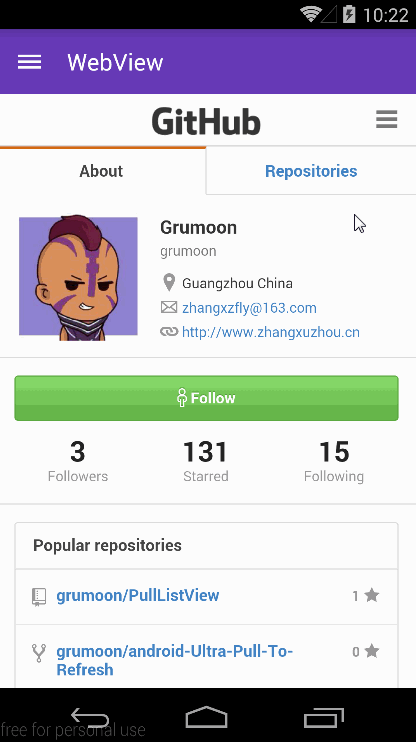 10:22
WebView
GitHub
About
Repositories
Grumoon
grumoon
Guangzhou China
zhangxzfly@163.com
http://www.zhangxuzhou.cn
Follow
3
131
15
Followers
Starred
Following
Popular repositories
grumoon/PullListView
1
grumoon/android-Ultra-Pull-To-
0
Refresh
free for personal use